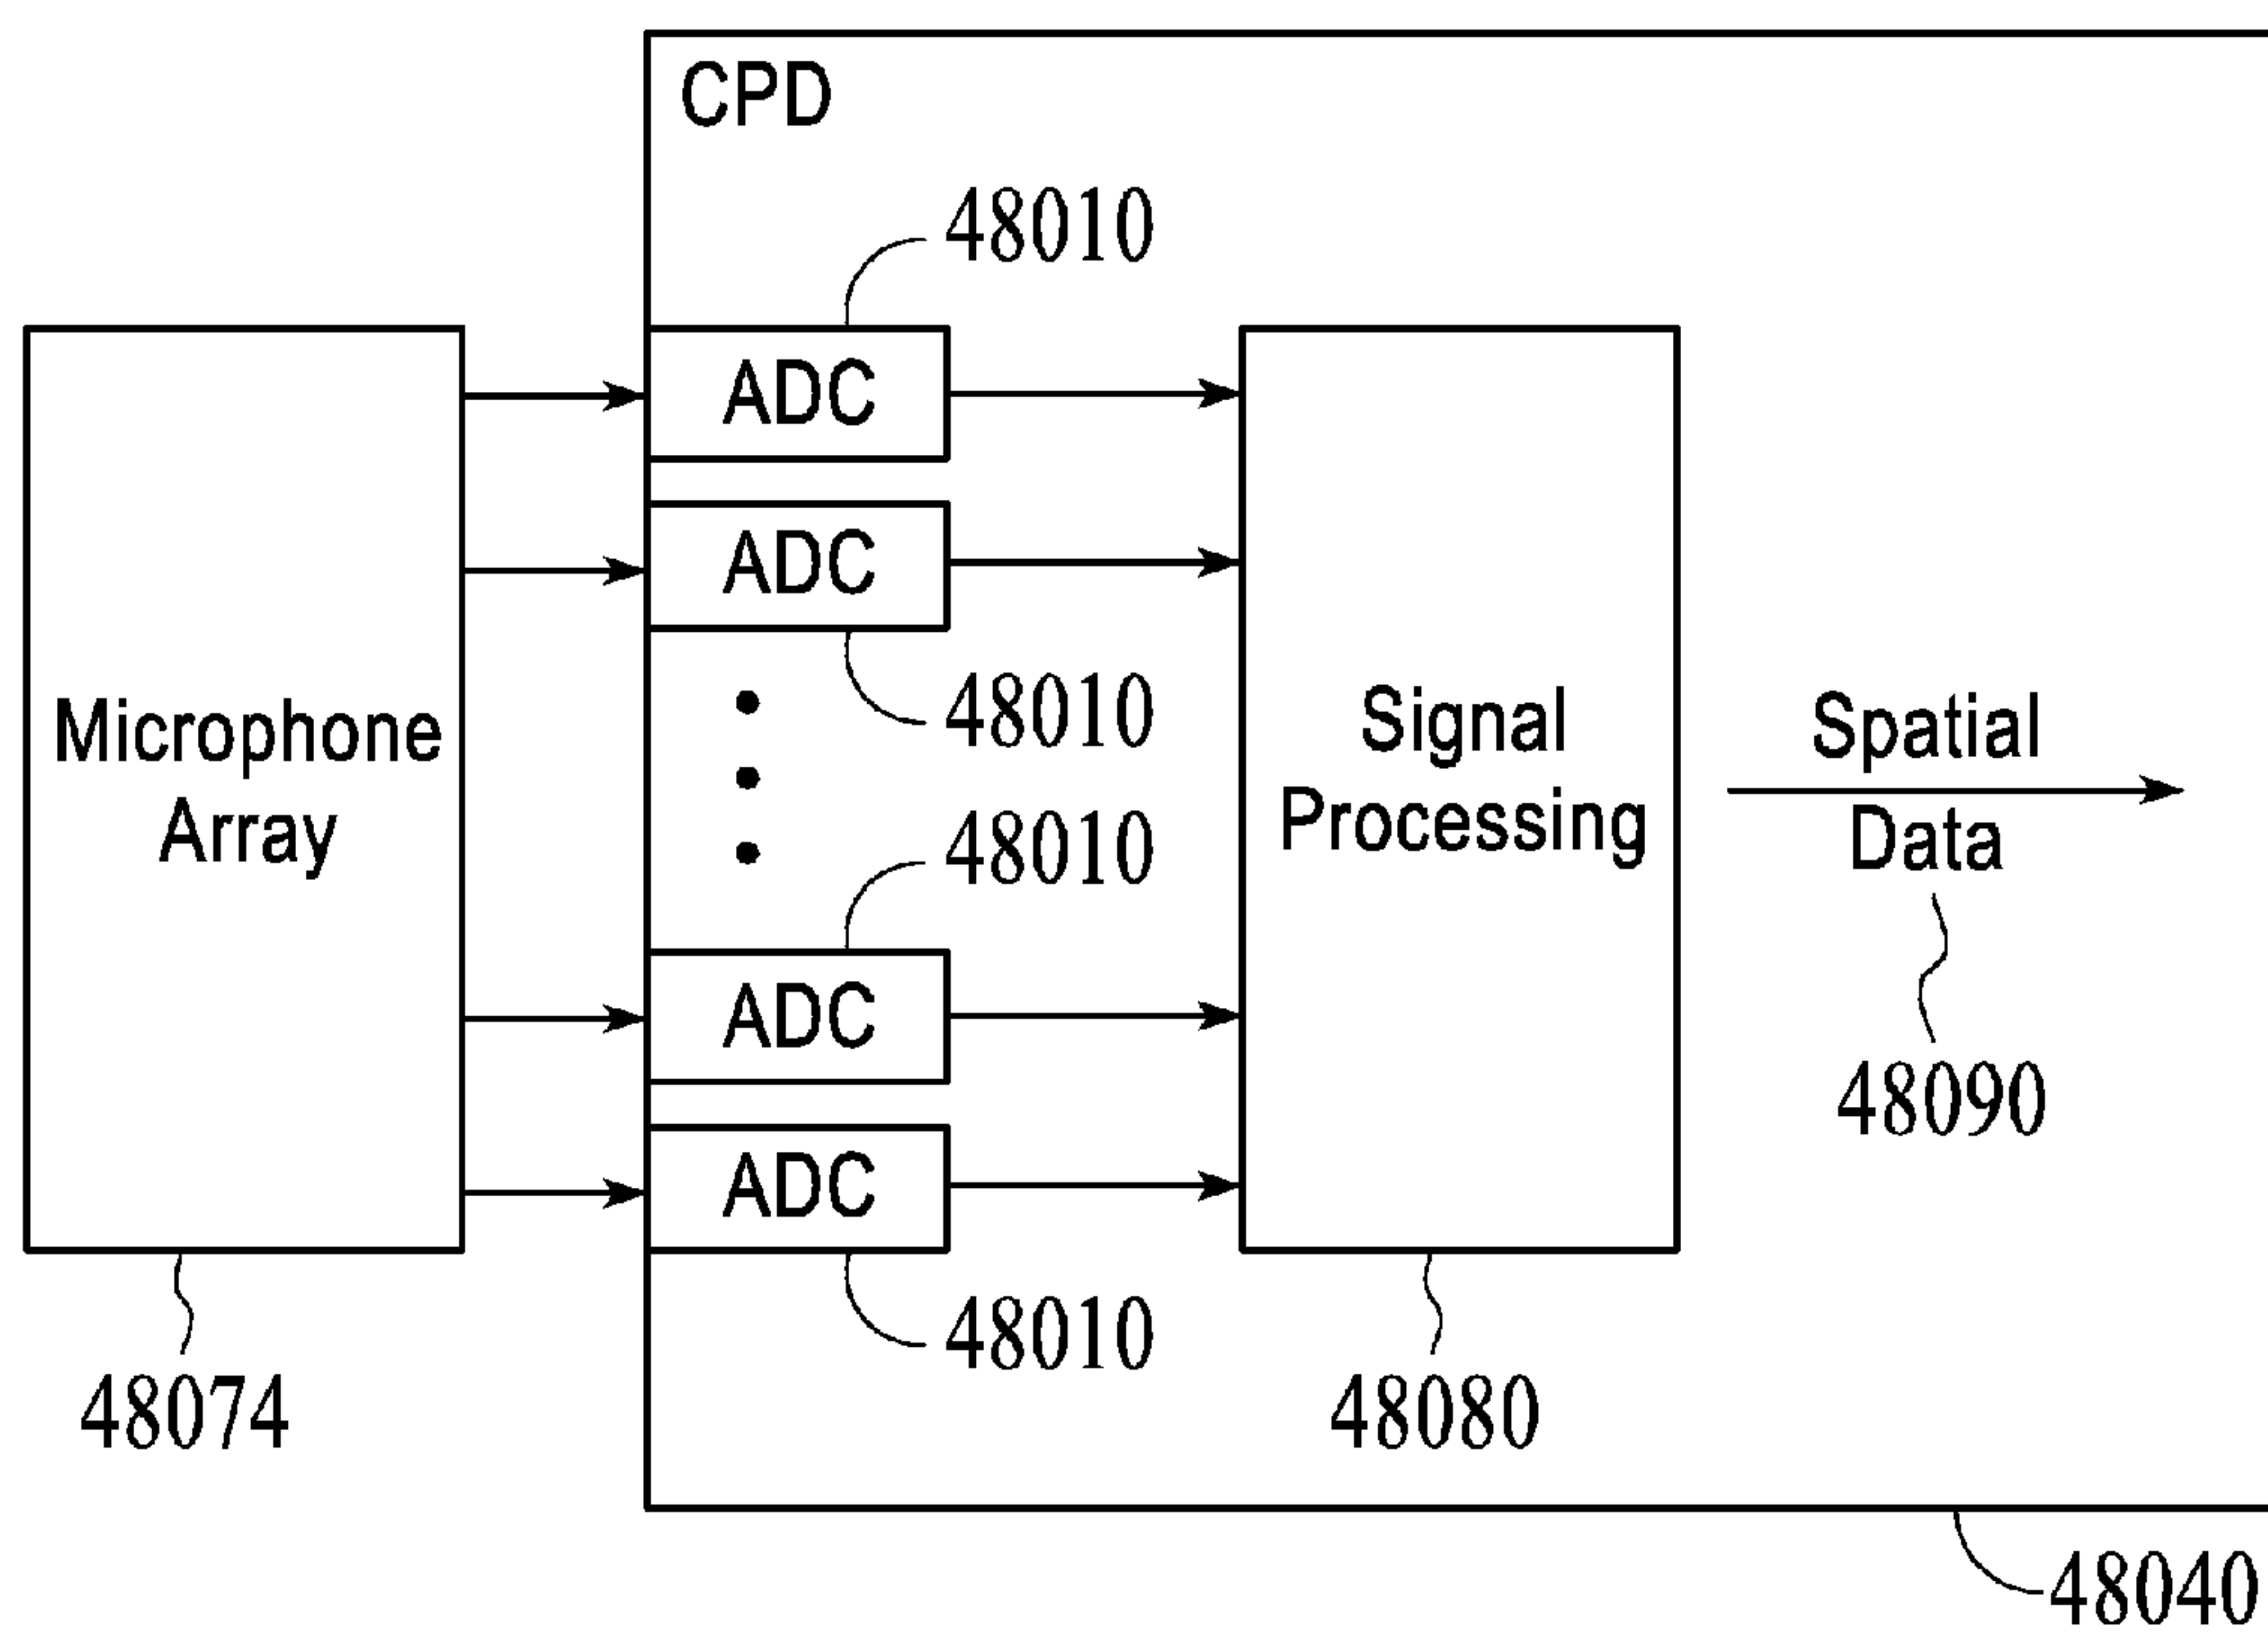 CPD
48010
ADC
ADC
48010
48010
ADC
ADC
48010
Microphone
Array
48074
Signal
Processing
48080
Spatial
Data
48090
48040